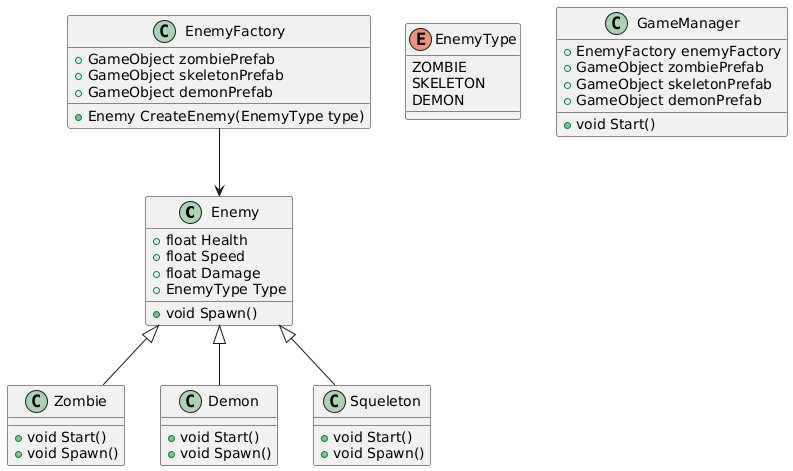 C EnemyFactory
GameObject zombiePrefab
GameObject skeletonPrefab
GameObject demonPrefab
Enemy CreateEnemy(EnemyType type)
E EnemyType
ZOMBIE
SKELETON
DEMON
C GameManager
EnemyFactory enemyFactory
GameObject zombiePrefab
GameObject skeletonPrefab
GameObject demonPrefab
void Start()
C Enemy
float Health
float Speed
float Damage
EnemyType Type
void Spawn()
C Zombie
void Start()
void Spawn()
C Demon
void Start()
void Spawn()
C Squeleton
void Start()
void Spawn()